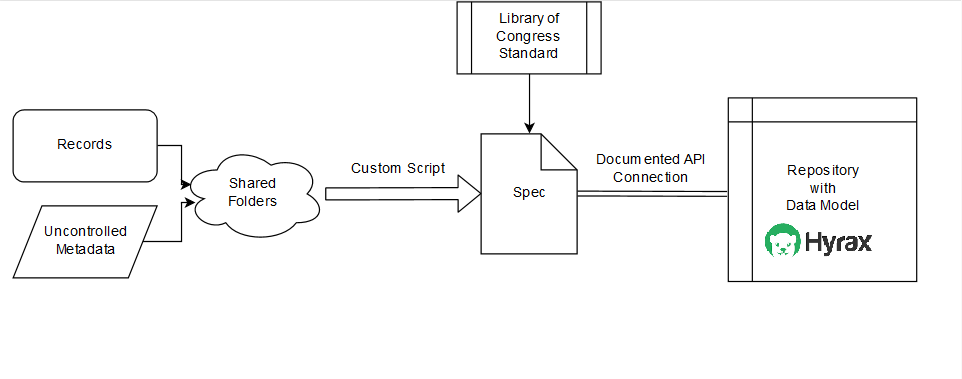 Library of
Congress
Standard
Records
Uncontrolled
Metadata
Shared
Folders
Custom Script
Spec
Documented API
Connection
Repository
with
Data Model
Hyrax